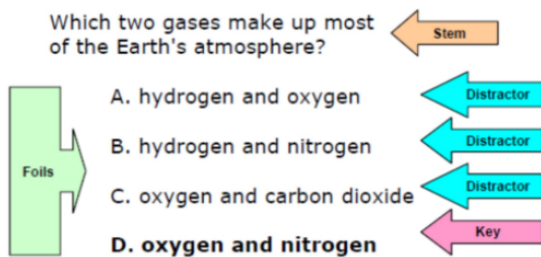 Which two gases make up most
of the Earth's atmosphere?
Stem
A. hydrogen and oxygen
Distractor
B. hydrogen and nitrogen
Distractor
Foils
C. oxygen and carbon dioxide
Distractor
D. oxygen and nitrogen
Key